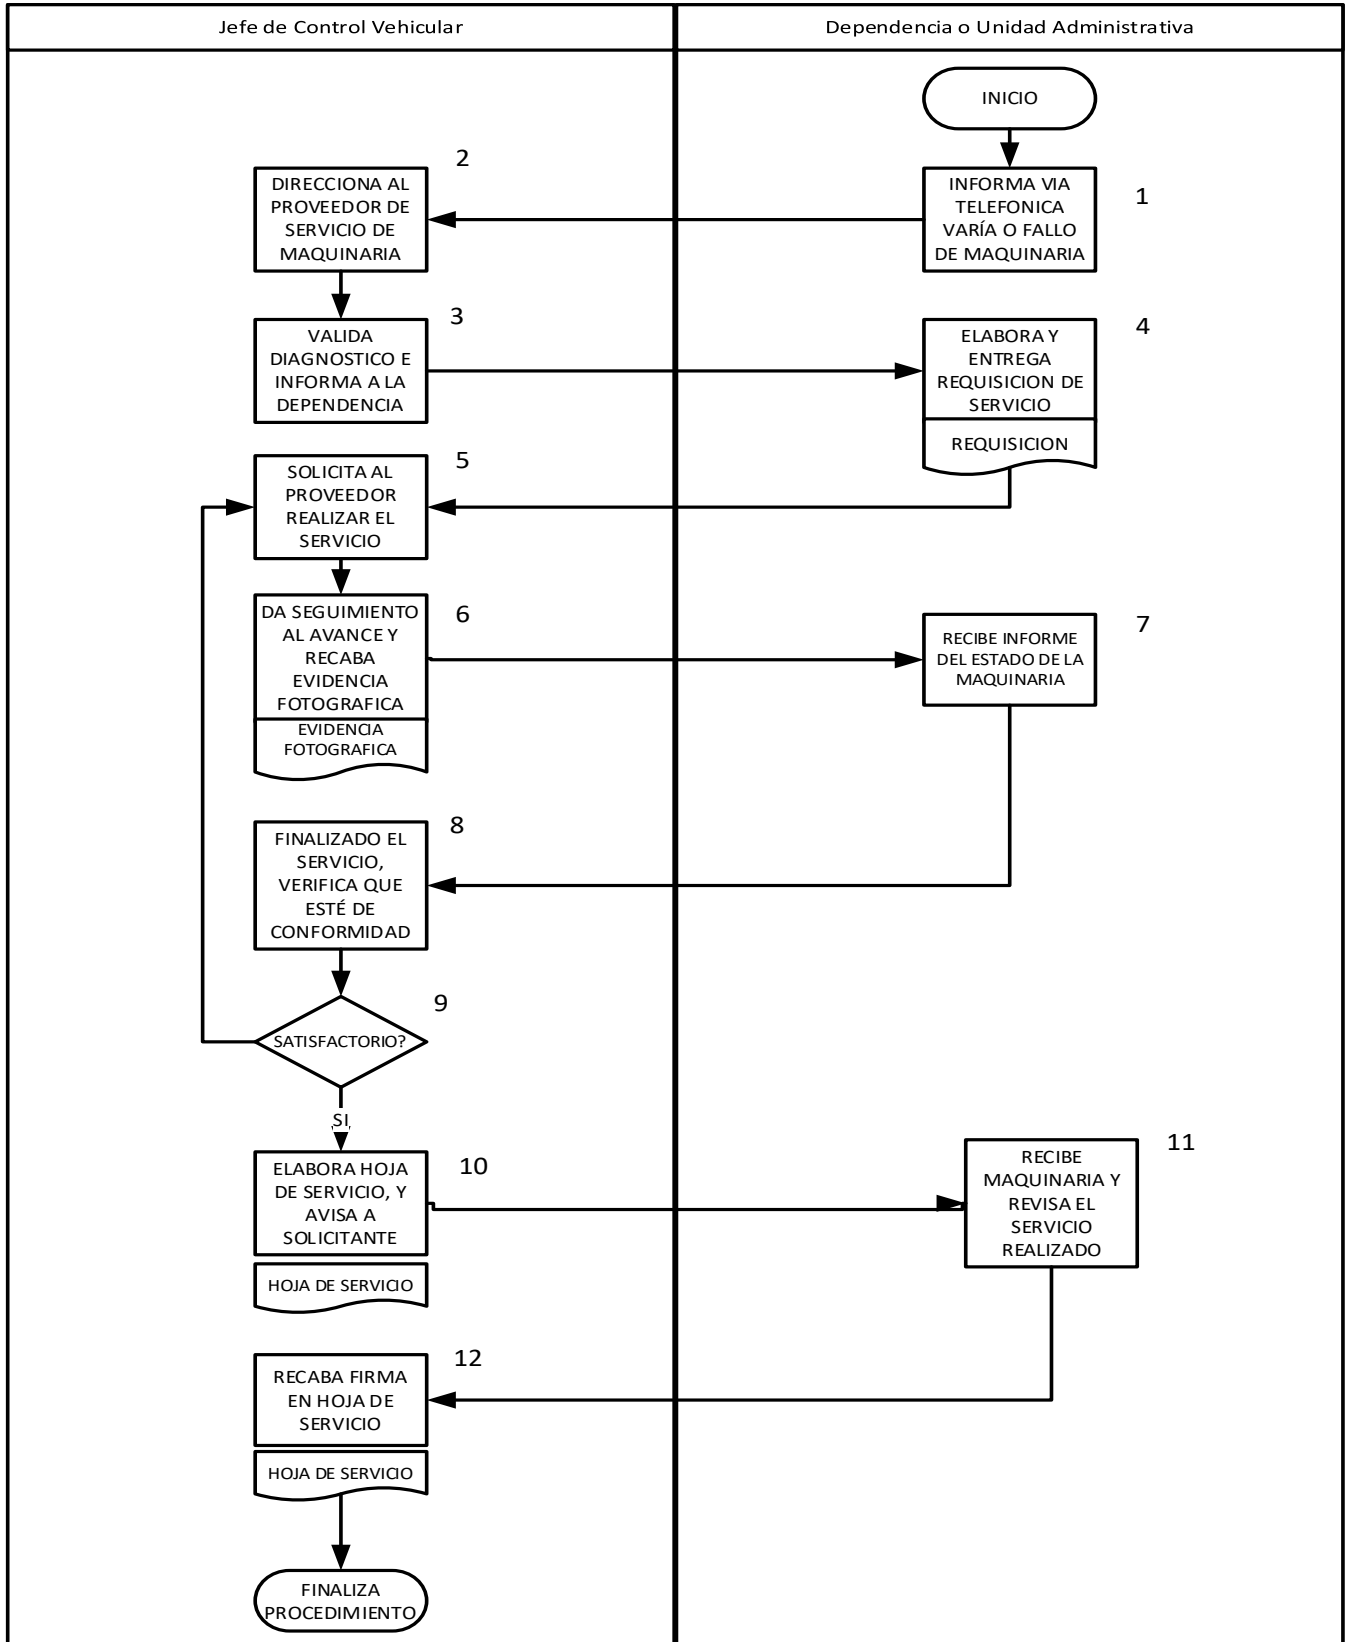 Jefe de Control Vehicular
Dependencia o Unidad Administrativa
INICIO
1
INFORMA VIA
TELEFONICA
VARÍA O FALLO
DE MAQUINARIA
2
DIRECCIONA AL
PROVEEDOR DE
SERVICIO DE
MAQUINARIA
3
VALIDA
DIAGNOSTICO E
INFORMA A LA
DEPENDENCIA
4
ELABORA Y
ENTREGA
REQUISICION DE
SERVICIO
REQUISICION
5
SOLICITA AL
PROVEEDOR
REALIZAR EL
SERVICIO
6
DA SEGUIMIENTO
AL AVANCE Y
RECABA
EVIDENCIA
FOTOGRAFICA
EVIDENCIA
FOTOGRAFICA
7
RECIBE INFORME
DEL ESTADO DE LA
MAQUINARIA
8
FINALIZADO EL
SERVICIO,
VERIFICA QUE
ESTÉ DE
CONFORMIDAD
9
SATISFACTORIO?
SI
10
ELABORA HOJA
DE SERVICIO, Y
AVISA A
SOLICITANTE
HOJA DE SERVICIO
11
RECIBE
MAQUINARIA Y
REVISA EL
SERVICIO
REALIZADO
12
RECABA FIRMA
EN HOJA DE
SERVICIO
HOJA DE SERVICIO
FINALIZA
PROCEDIMIENTO